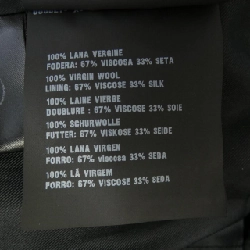 100% LANA VERGINE
FODERA: 67% VISCOSA 33% SETA
100% VIRGIN WOOL
LINING: 67% VISCOSE 33% SILK
100% LAINE VIERGE
DOUBLURE : 67% VISCOSE 33% SOIE
100% SCHURWOLLE
FUTTER: 67% VISKOSE 33% SEIDE
100% LANA VIRGEN
FORRO: 67% viscosa 33% SEDA
100% LÃ VIRGEM
FORRO: 67% VISCOSE 33% SEDA